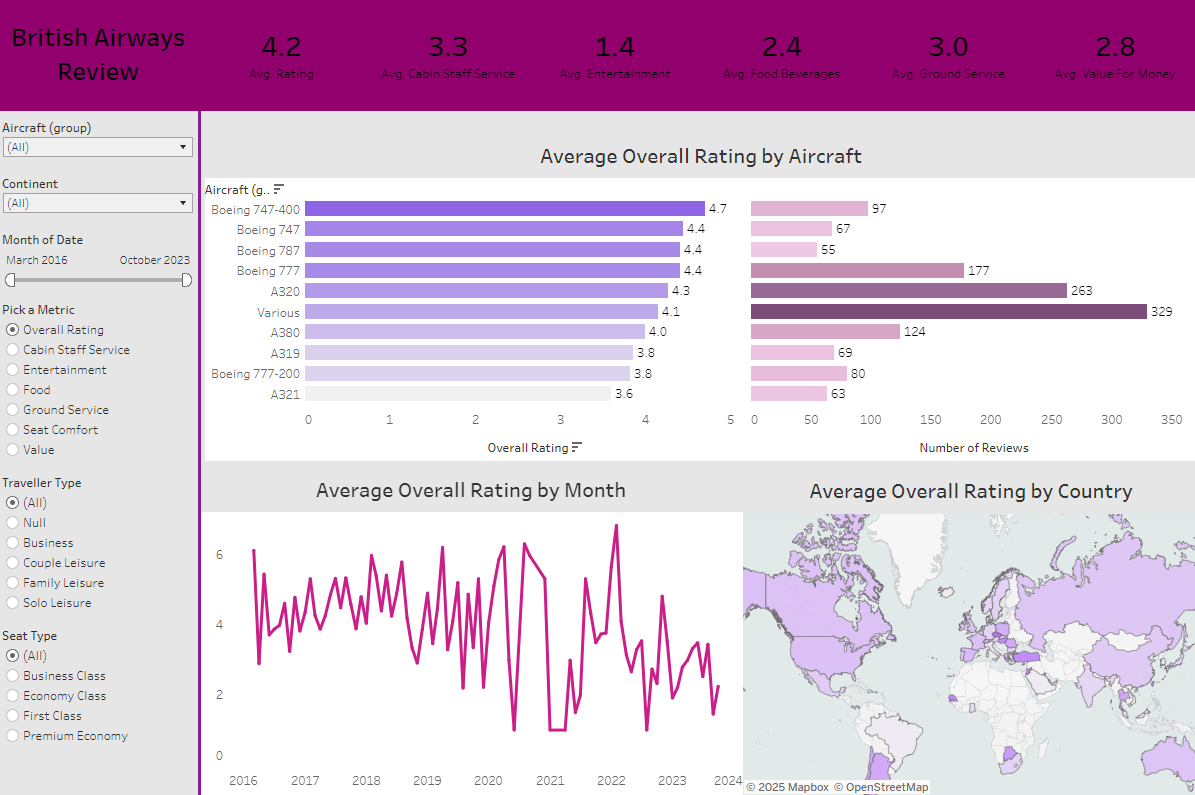 British Airways
Review
4.2
Avg. Rating
3.3
Avg. Cabin Staff Service
1.4
Avg. Entertainment
2.4
Avg. Food Beverages
3.0
Avg. Ground Service
2.8
Avg. Value For Money
Aircraft (group)
(All)
Continent
(All)
Month of Date
March 2016 October 2023
Pick a Metric
Overall Rating
Cabin Staff Service
Entertainment
Food
Ground Service
Seat Comfort
Value
Traveller Type
(All)
Null
Business
Couple Leisure
Family Leisure
Solo Leisure
Seat Type
(All)
Business Class
Economy Class
First Class
Premium Economy
Average Overall Rating by Aircraft
Aircraft (g..
Boeing 747-400 4.7 97
Boeing 747 4.4 67
Boeing 787 4.4 55
Boeing 777 4.4 177
A320 4.3 263
Various 4.1 329
A380 4.0 124
A319 3.8 69
Boeing 777-200 3.8 80
A321 3.6 63
0 1 2 3 4 5 0 50 100 150 200 250 300 350
Overall Rating Number of Reviews
Average Overall Rating by Month
6
4
2
0
2016 2017 2018 2019 2020 2021 2022 2023 2024
Average Overall Rating by Country
© 2025 Mapbox © OpenStreetMap